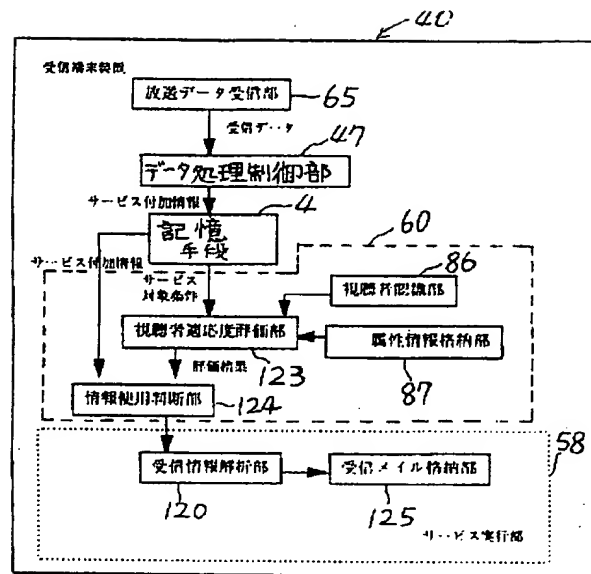 40
受信端末装置
放送データ受信部
65
受信データ
47
データ処理制御部
サービス付加情報
4
記憶
手段
60
サービス付加情報
サービス
対象条件
86
視聴者認識部
視聴者適応度評価部
属性情報格納部
123
評価結果
87
情報使用判断部
124
58
受信情報解析部
受信メイル格納部
120
125
サービス実行部